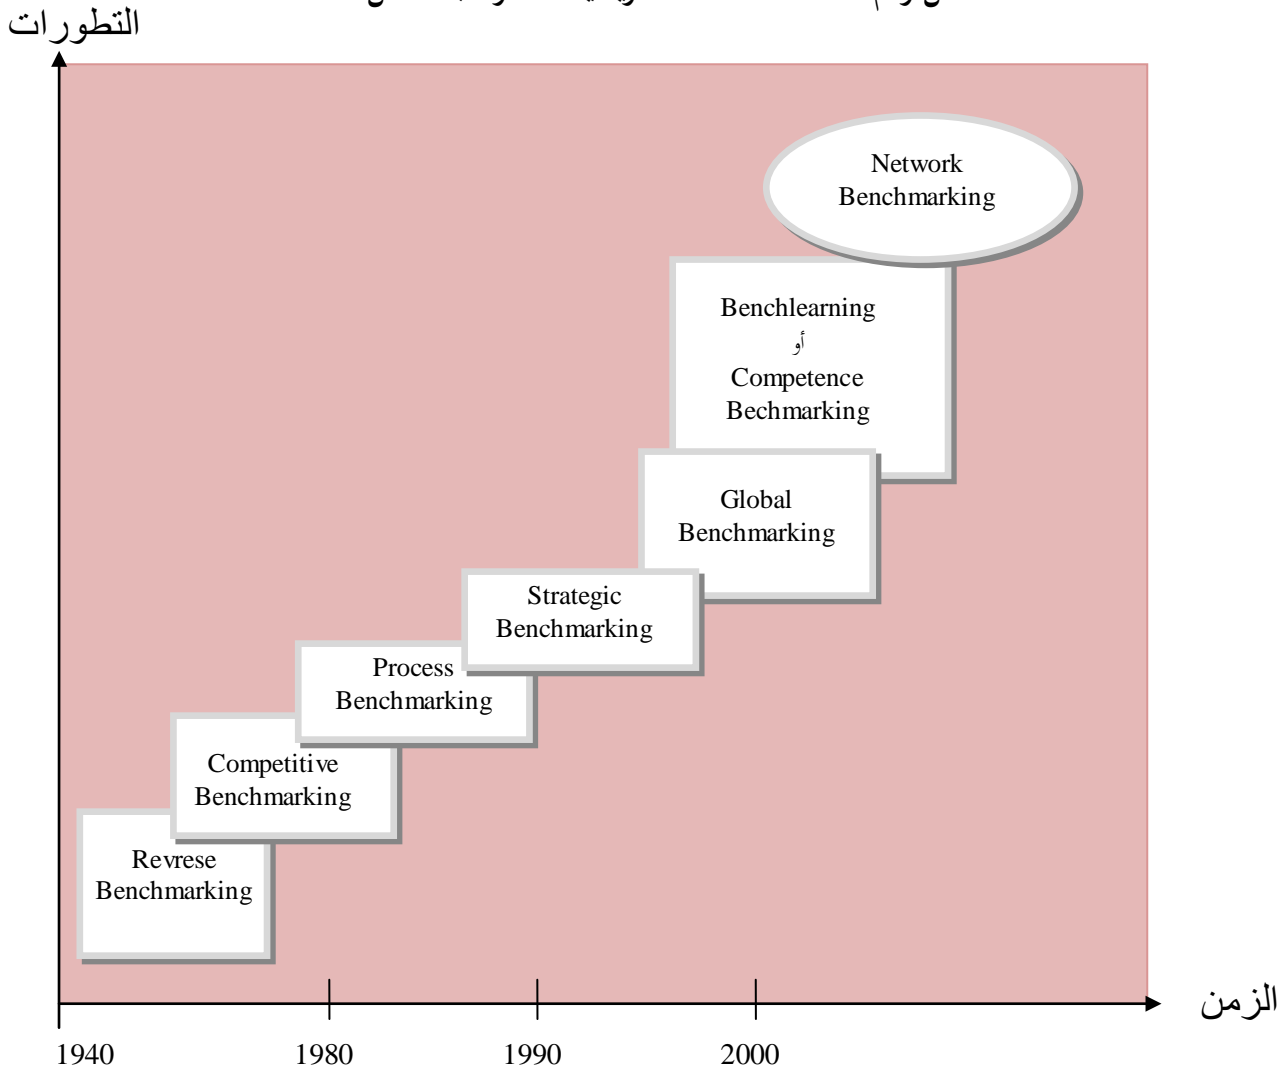 التطورات
Network
Benchmarking
Benchlearning
أو
Competence
Bechmarking
Global
Benchmarking
Strategic
Benchmarking
Process
Benchmarking
Competitive
Benchmarking
Revrese
Benchmarking
الزمن
1940 1980 1990 2000